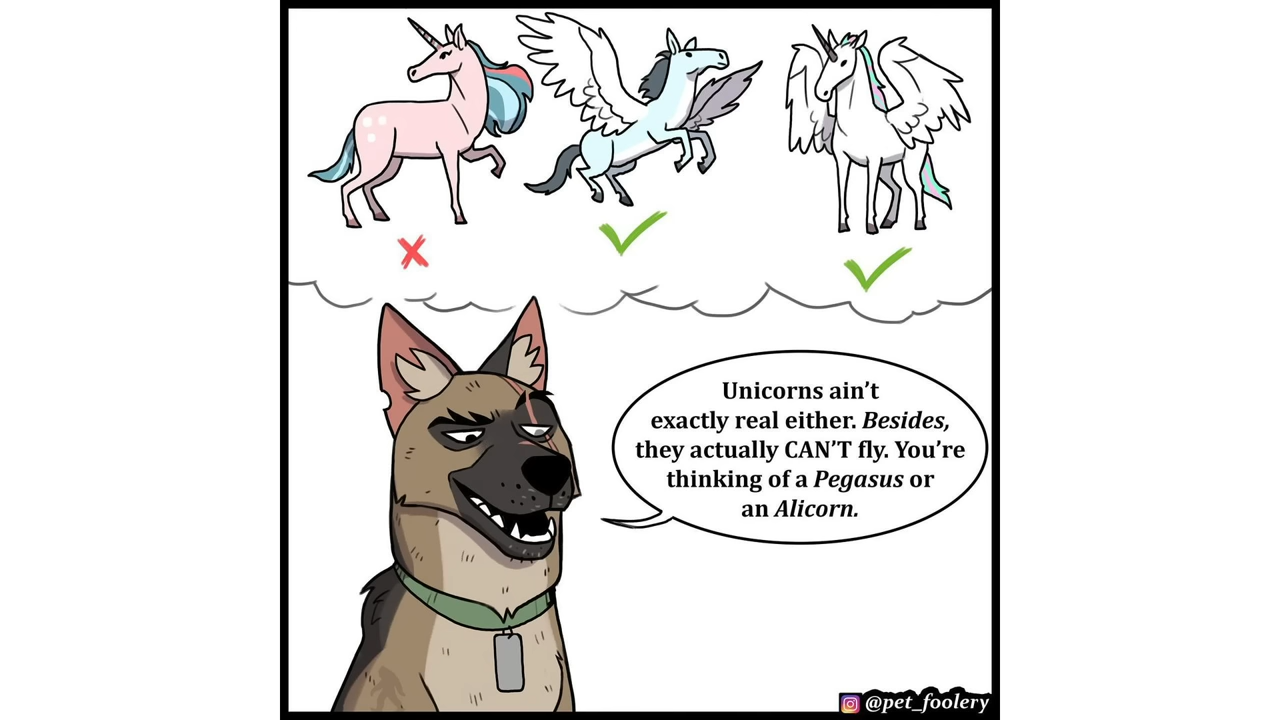 Unicorns ain't
exactly real either. Besides,
they actually CAN'T fly. You're
thinking of a Pegasus or
an Alicorn.
@pet_foolery